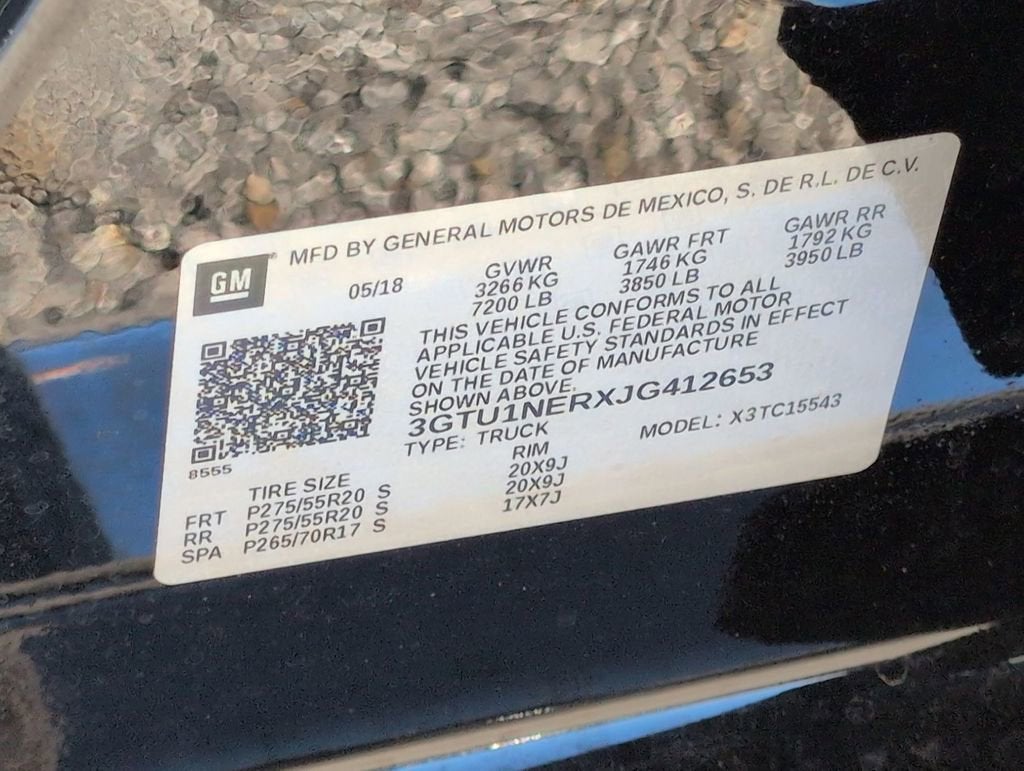 MFD BY GENERAL MOTORS DE MEXICO, S. DE R.L. DE C.V.
GM
05/18
GVWR
3266 KG
7200 LB
GAWR FRT
1746 KG
3850 LB
GAWR RR
1792 KG
3950 LB
THIS VEHICLE CONFORMS TO ALL
APPLICABLE U.S. FEDERAL MOTOR
VEHICLE SAFETY STANDARDS IN EFFECT
ON THE DATE OF MANUFACTURE
SHOWN ABOVE.
3GTU1NERXJG412653
TYPE: TRUCK
MODEL: X3TC15543
8555
TIRE SIZE RIM
FRT P275/55R20 S 20X9J
RR P275/55R20 S 20X9J
SPA P265/70R17 S 17X7J